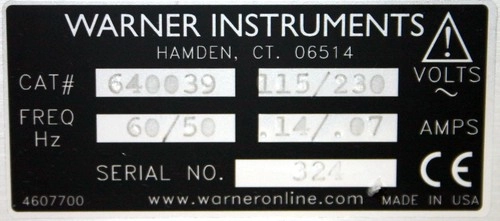 WARNER INSTRUMENTS
HAMDEN, CT. 06514
CAT# 640039 115/230 VOLTS ~
FREQ Hz 60/50 .14/.07 AMPS
SERIAL NO. 324 CE
4607700 www.warneronline.com MADE IN USA